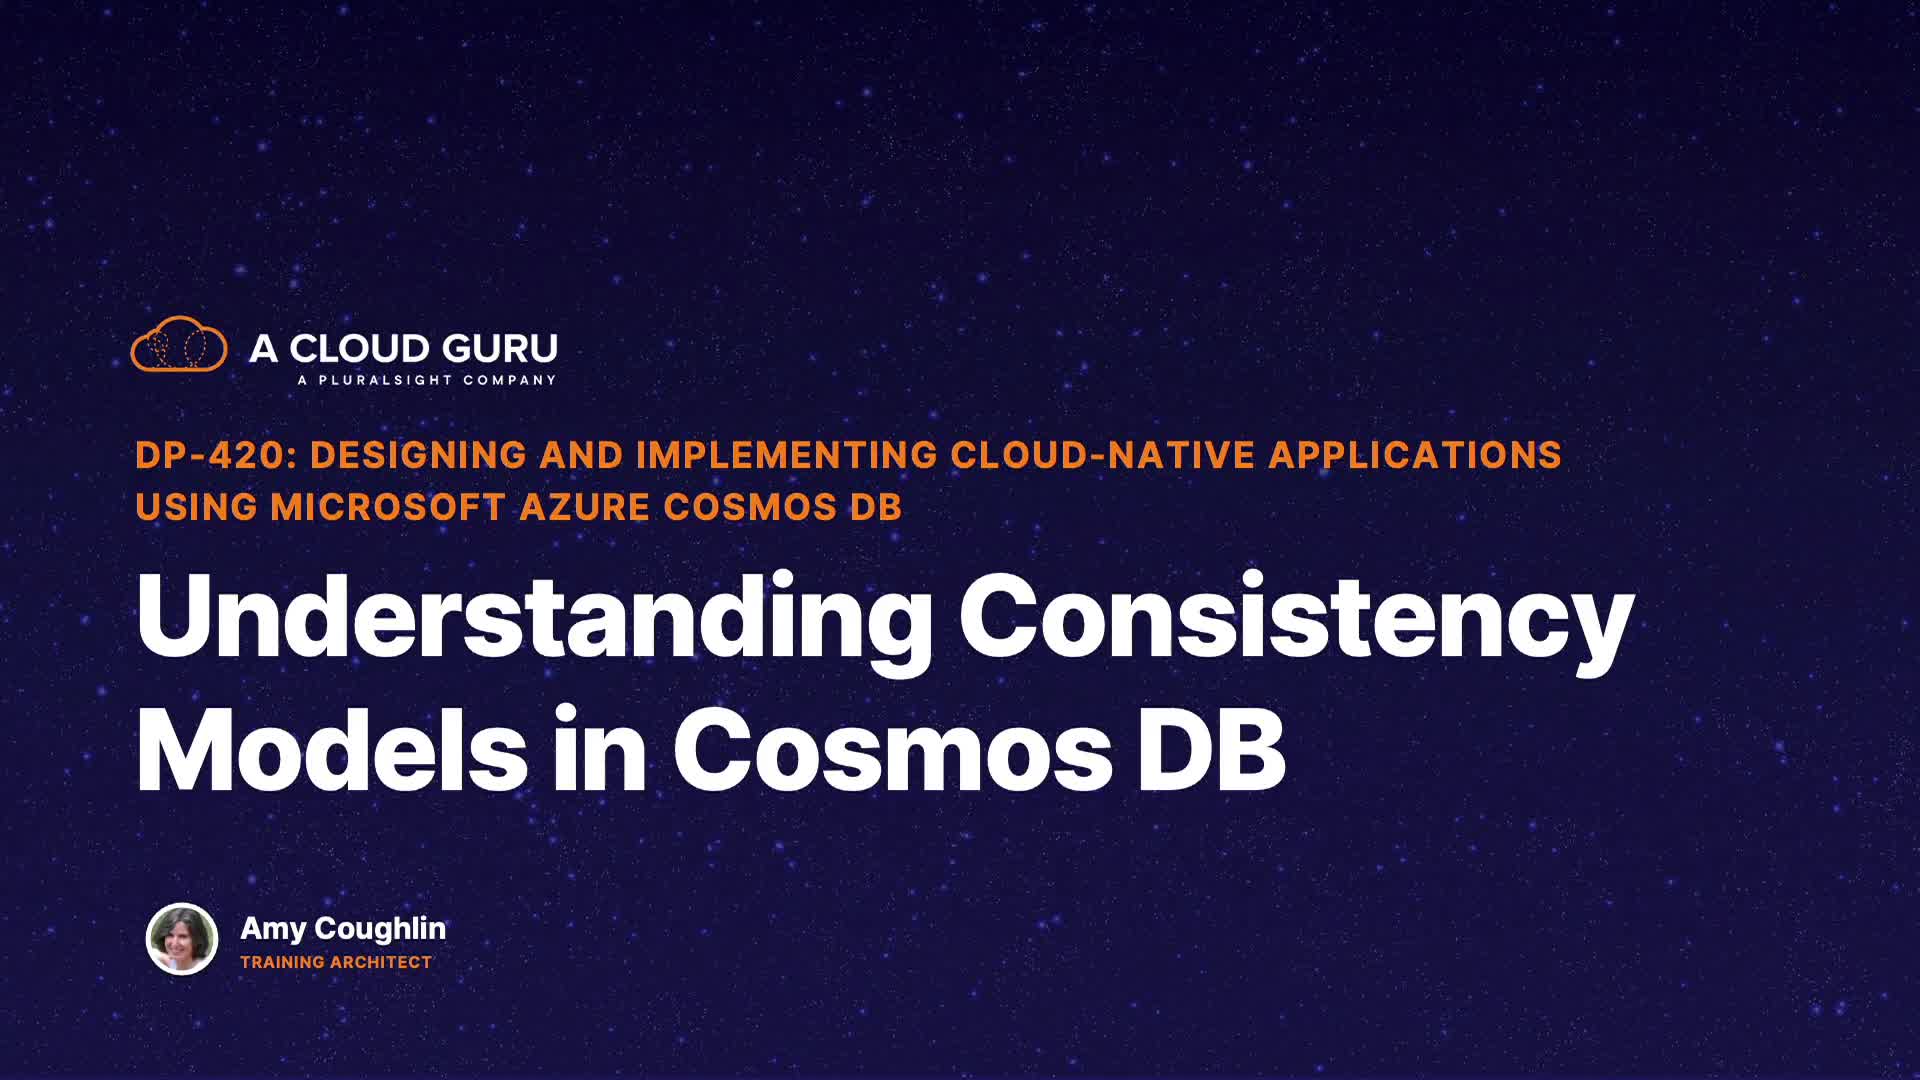 A CLOUD GURU
A PLURALSIGHT COMPANY
DP-420: DESIGNING AND IMPLEMENTING CLOUD-NATIVE APPLICATIONS
USING MICROSOFT AZURE COSMOS DB
Understanding Consistency
Models in Cosmos DB
Amy Coughlin
TRAINING ARCHITECT